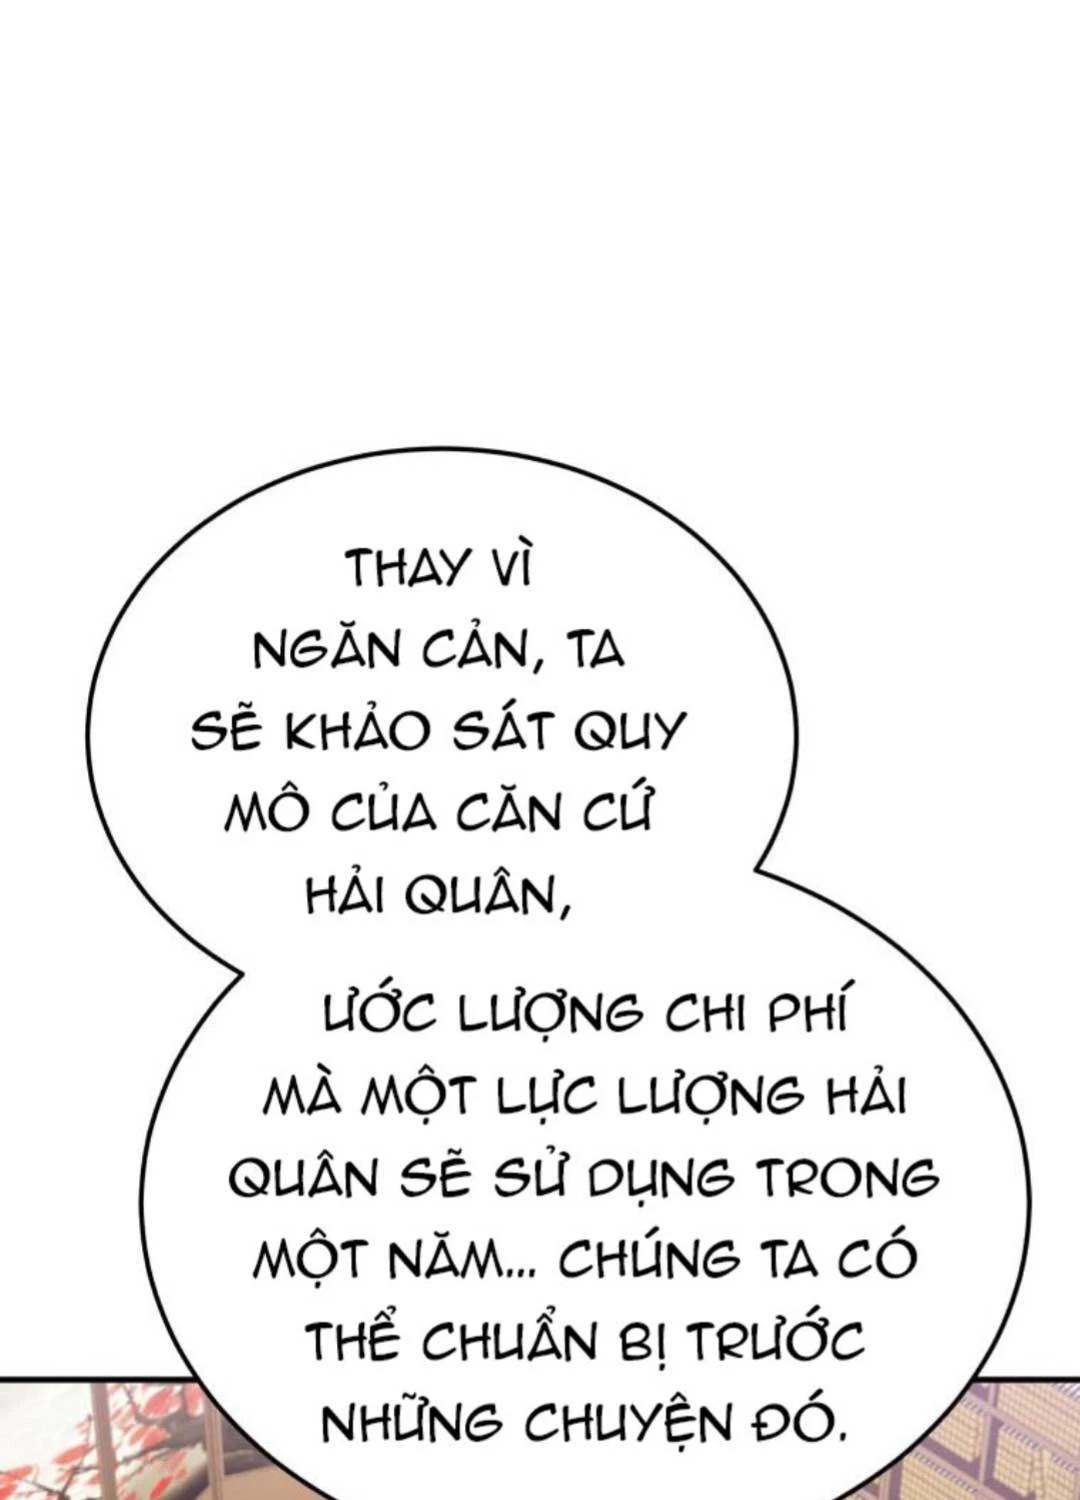 THAY VÌ
NGĂN CẢN, TA
SẼ KHẢO SÁT QUY
MÔ CỦA CĂN CỨ
HẢI QUÂN,
ƯỚC LƯỢNG CHI PHÍ
MÀ MỘT LỰC LƯỢNG HẢI
QUÂN SẼ SỬ DỤNG TRONG
MỘT NĂM... CHÚNG TA CÓ
THỂ CHUẨN BỊ TRƯỚC
NHỮNG CHUYỆN ĐÓ.